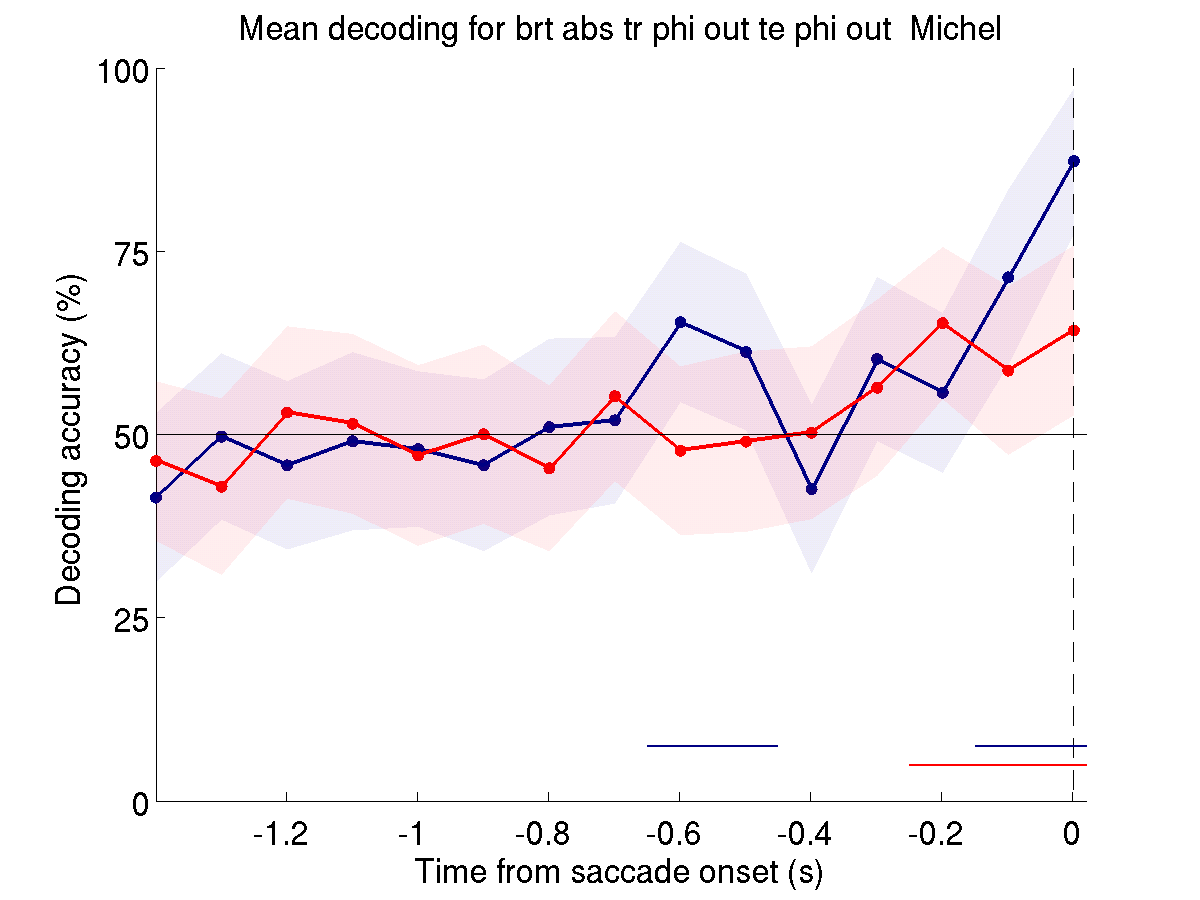 Mean decoding for brt abs tr phi out te phi out  Michel
100
75
50
25
0
Decoding accuracy (%)
-1.2 -1 -0.8 -0.6 -0.4 -0.2 0
Time from saccade onset (s)